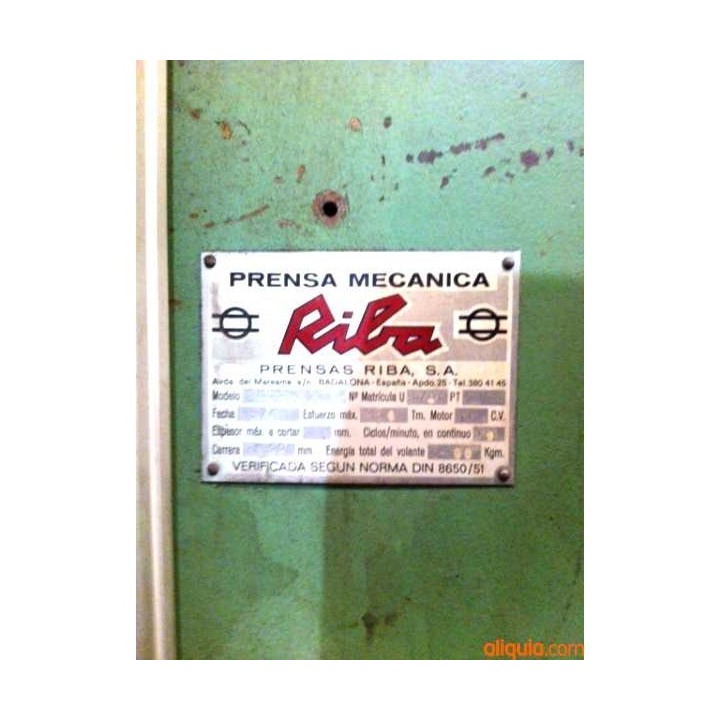 PRENSA MECANICA
Riba
PRENSAS RIBA, S.A.
Avda. del Maresme s/n. BADALONA - España - Apdo. 25 - Tel. 380 41 45
Modelo Nº Matrícula U PT
Fecha Esfuerzo máx. Tm. Motor C.V.
Espesor máx. a cortar mm. Ciclos/minuto, en continuo
Carrera mm Energía total del volante Kgm.
VERIFICADA SEGUN NORMA DIN 8650/51
aliquia.com